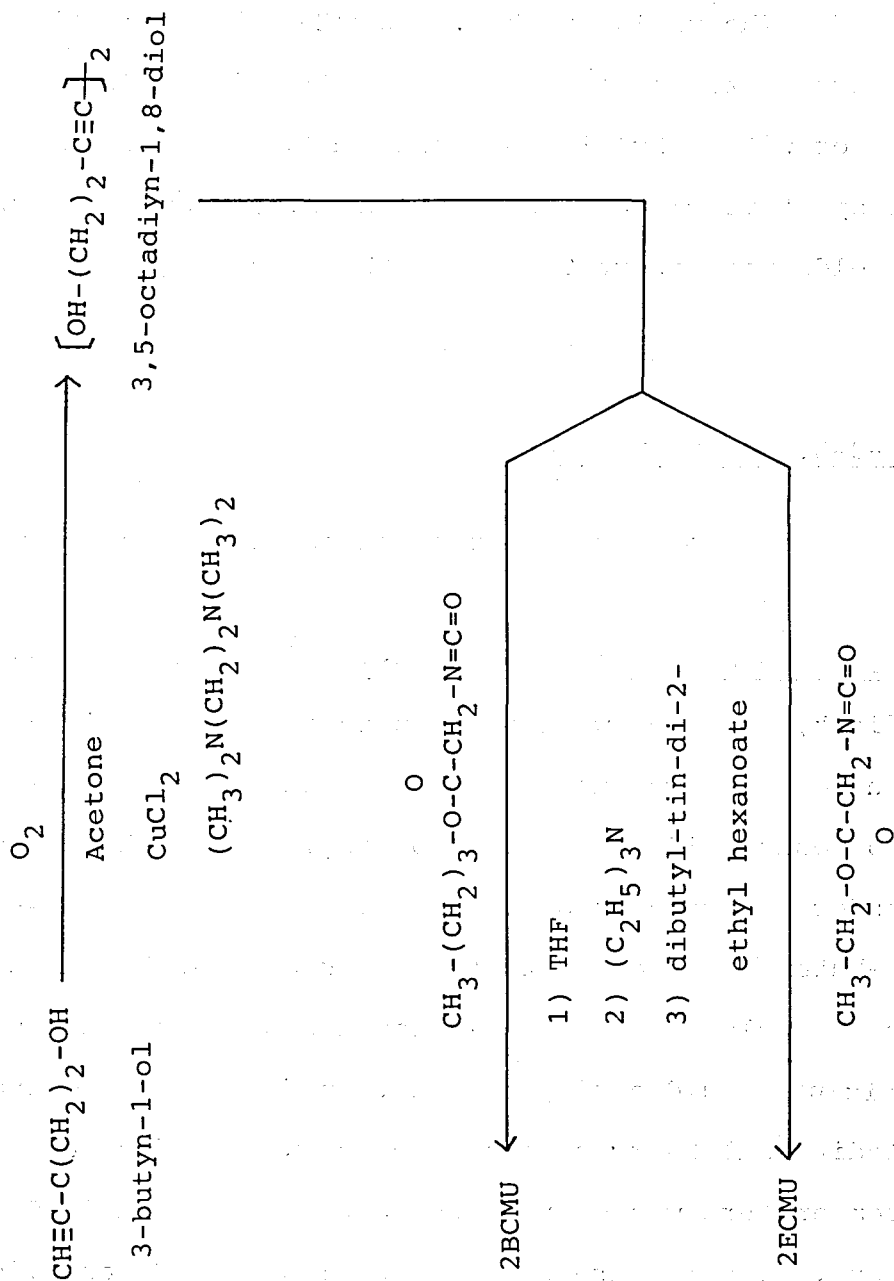 CH≡C-C(CH2)2-OH
3-butyn-1-ol
O2
Acetone
CuCl2
(CH3)2N(CH2)2N(CH3)2
[OH-(CH2)2-C≡C]2
3,5-octadiyn-1,8-diol
2BCMU
O
CH3-(CH2)3-O-C-CH2-N=C=O
1) THF
2) (C2H5)3N
3) dibutyl-tin-di-2-
ethyl hexanoate
2ECMU
CH3-CH2-O-C-CH2-N=C=O
O